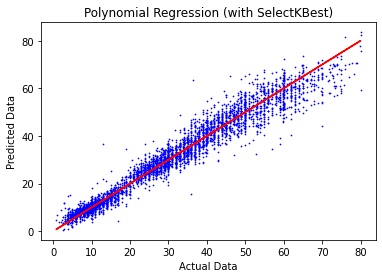 Polynomial Regression (with SelectKBest)
80
60
40
20
0
Predicted Data
0 10 20 30 40 50 60 70 80
Actual Data